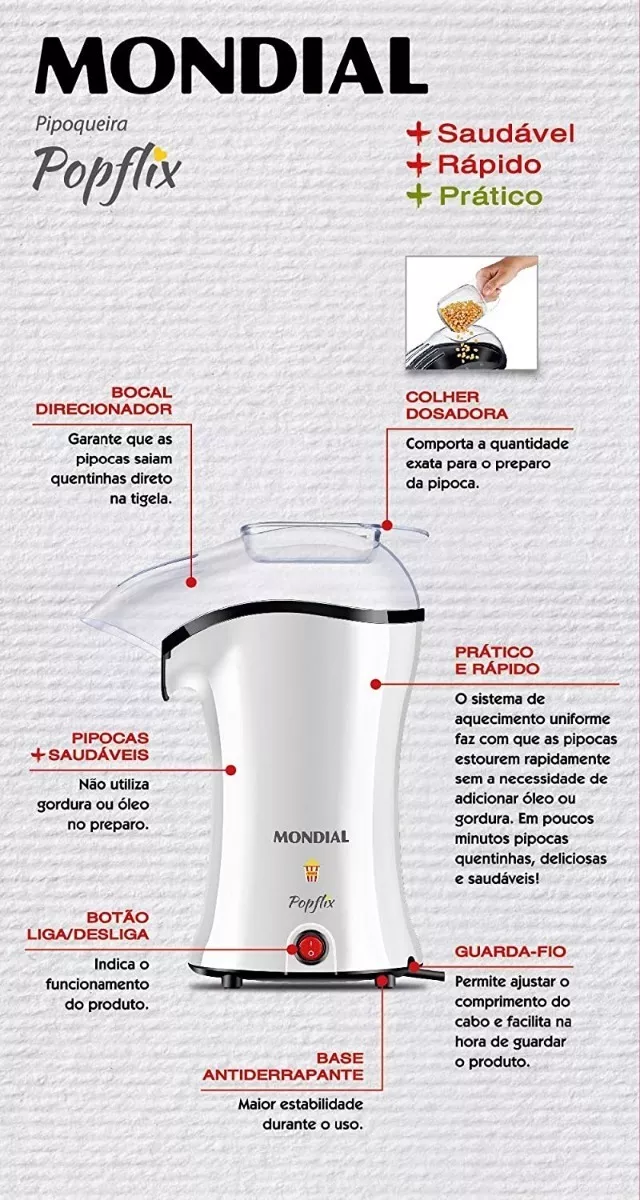 MONDIAL
Pipoqueira
Popflix
+ Saudável
+ Rápido
+ Prático
BOCAL
DIRECIONADOR
Garante que as
pipocas saiam
quentinhas direto
na tigela.
COLHER
DOSADORA
Comporta a quantidade
exata para o preparo
da pipoca.
PRÁTICO
E RÁPIDO
O sistema de
aquecimento uniforme
faz com que as pipocas
estourem rapidamente
sem a necessidade de
adicionar óleo ou
gordura. Em poucos
minutos pipocas
quentinhas, deliciosas
e saudáveis!
PIPOCAS
+ SAUDÁVEIS
Não utiliza
gordura ou óleo
no preparo.
MONDIAL
Popflix
BOTÃO
LIGA/DESLIGA
Indica o
funcionamento
do produto.
GUARDA-FIO
Permite ajustar o
comprimento do
cabo e facilita na
hora de guardar
o produto.
BASE
ANTIDERRAPANTE
Maior estabilidade
durante o uso.